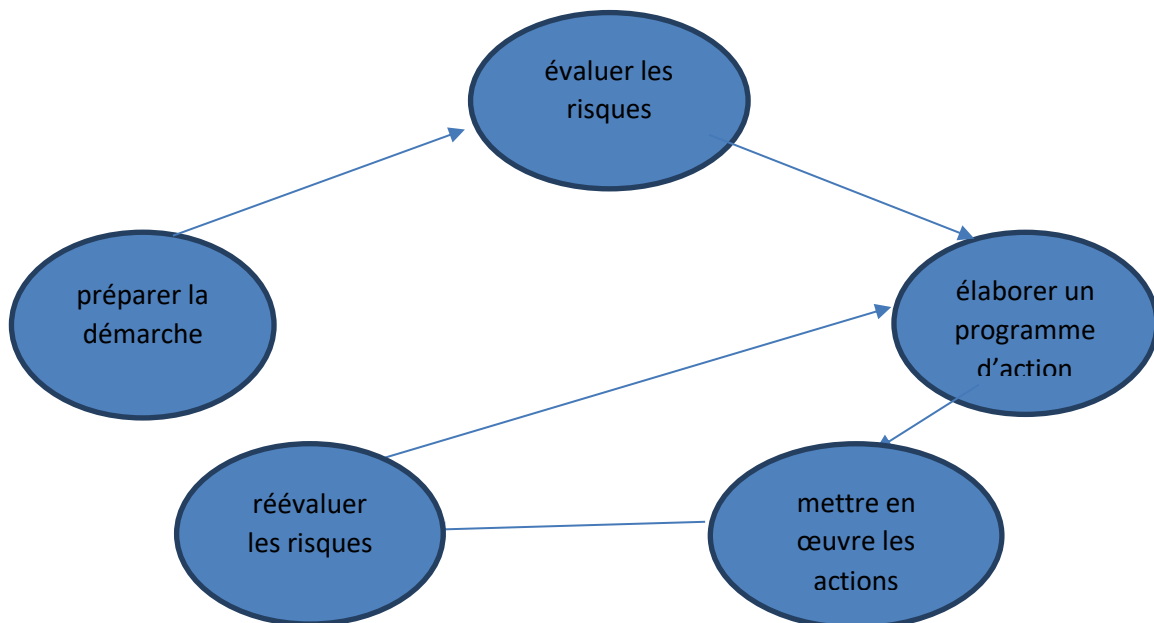 évaluer les
risques
préparer la
démarche
élaborer un
programme
d’action
réévaluer
les risques
mettre en
œuvre les
actions